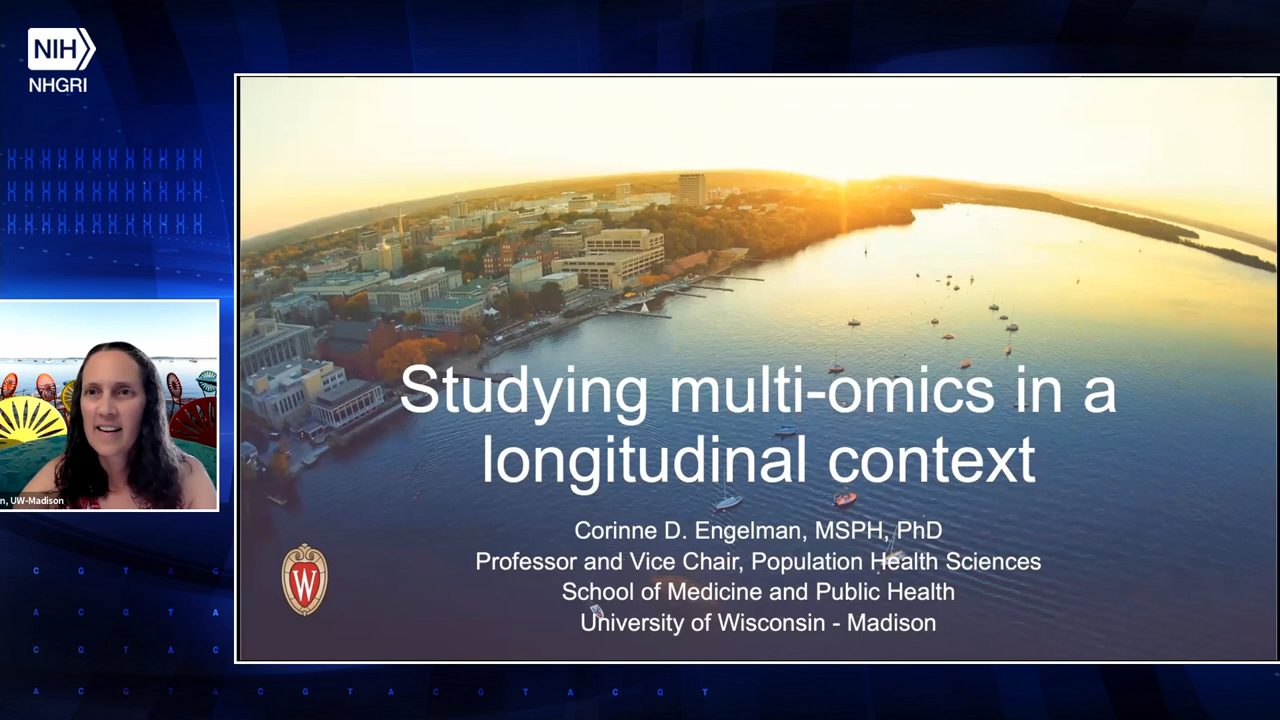 NIH
NHGRI
Studying multi-omics in a
longitudinal context
n, UW-Madison
Corinne D. Engelman, MSPH, PhD
Professor and Vice Chair, Population Health Sciences
School of Medicine and Public Health
University of Wisconsin - Madison
W
C G T A C
A C G T A
C G T A C
A C G T A C G T A C G T A C G T